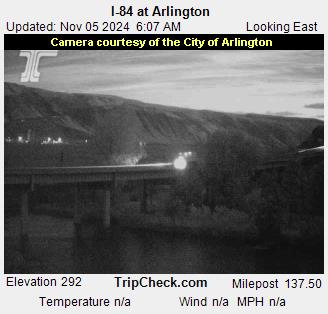 I-84 at Arlington
Updated: Nov 05 2024 6:07 AM Looking East
Camera courtesy of the City of Arlington
Elevation 292 TripCheck.com Milepost 137.50
Temperature n/a Wind n/a MPH n/a